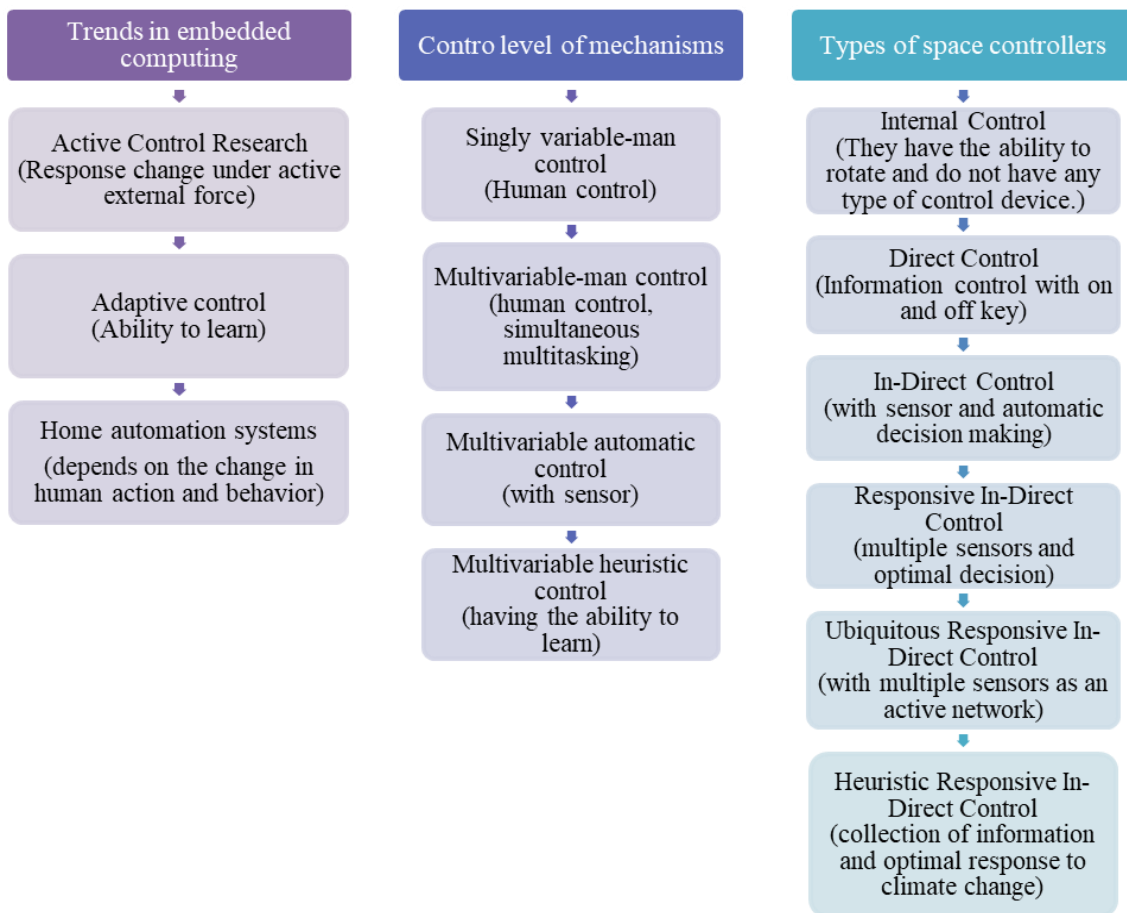 Trends in embedded
computing
Active Control Research
(Response change under active
external force)
Adaptive control
(Ability to learn)
Home automation systems
(depends on the change in
human action and behavior)
Contro level of mechanisms
Singly variable-man
control
(Human control)
Multivariable-man control
(human control,
simultaneous
multitasking)
Multivariable automatic
control
(with sensor)
Multivariable heuristic
control
(having the ability to
learn)
Types of space controllers
Internal Control
(They have the ability to
rotate and do not have any
type of control device.)
Direct Control
(Information control with on
and off key)
In-Direct Control
(with sensor and automatic
decision making)
Responsive In-Direct
Control
(multiple sensors and
optimal decision)
Ubiquitous Responsive In-
Direct Control
(with multiple sensors as an
active network)
Heuristic Responsive In-
Direct Control
(collection of information
and optimal response to
climate change)